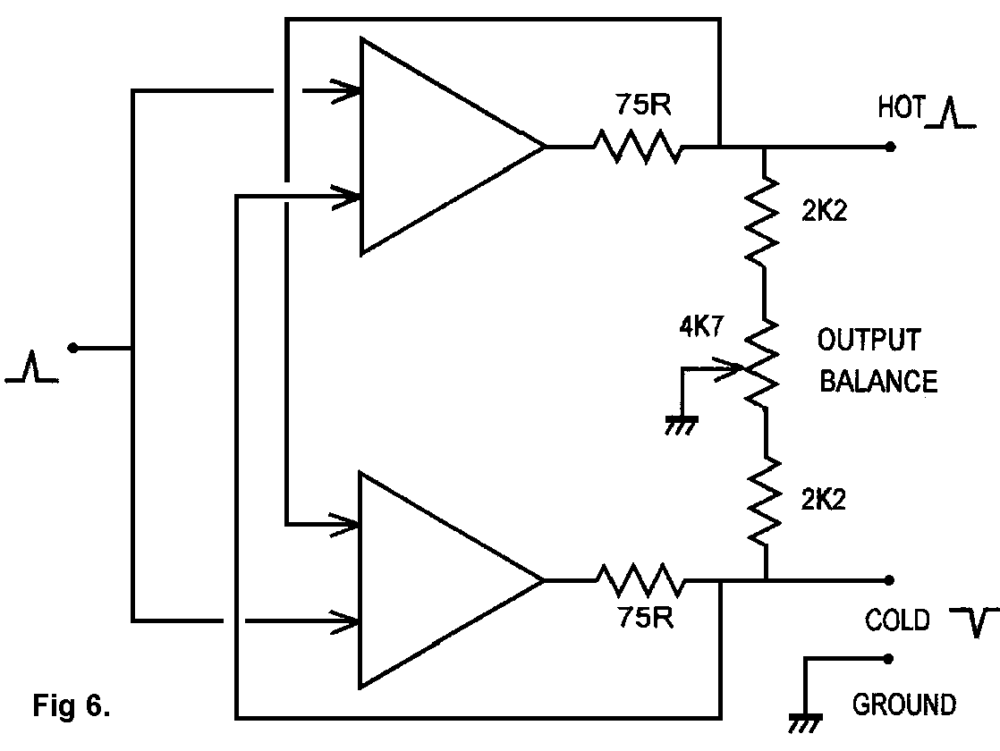 75R
HOT
2K2
4K7
OUTPUT
BALANCE
2K2
75R
COLD
GROUND
Fig 6.